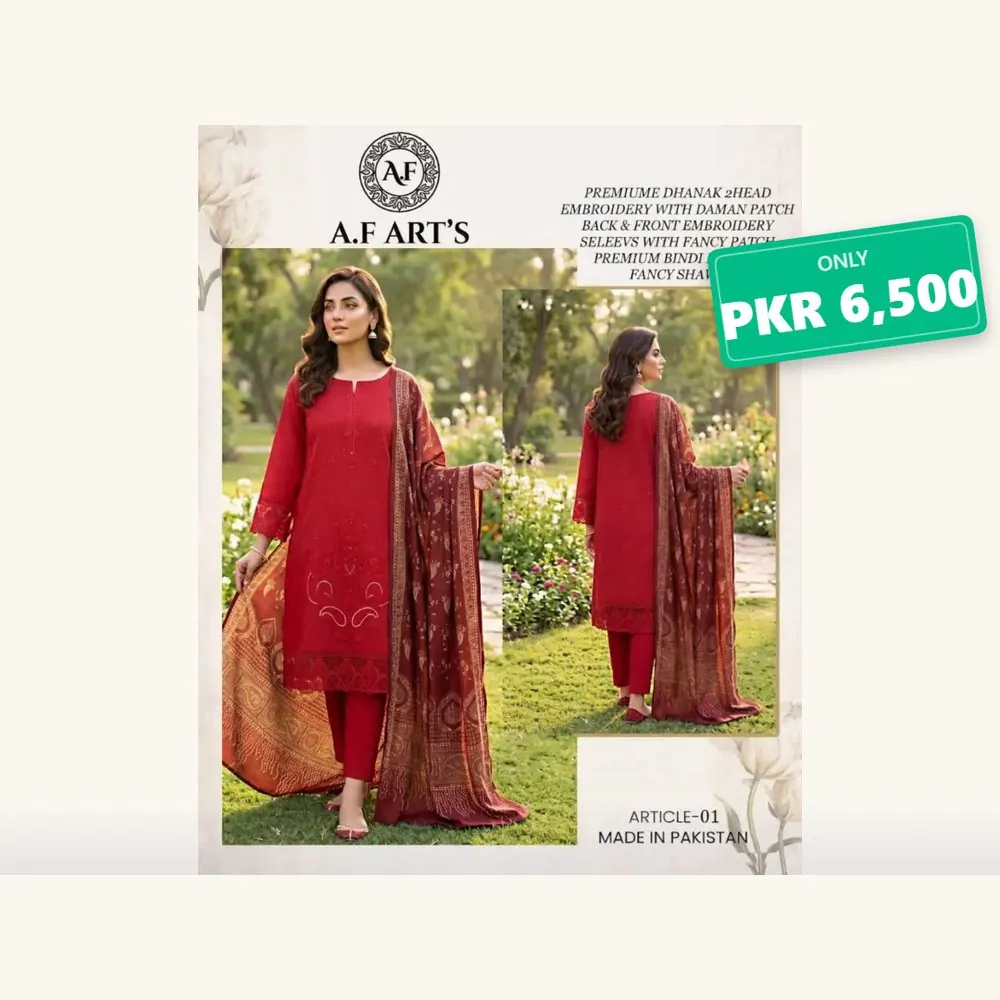 A.F
A.F ART'S
PREMIUME DHANAK 2HEAD
EMBROIDERY WITH DAMAN PATCH
BACK & FRONT EMBROIDERY
SELEEVS WITH FANCY PATCH
PREMIUM BINDI
FANCY
ONLY
PKR 6,500
ARTICLE-01
MADE IN PAKISTAN